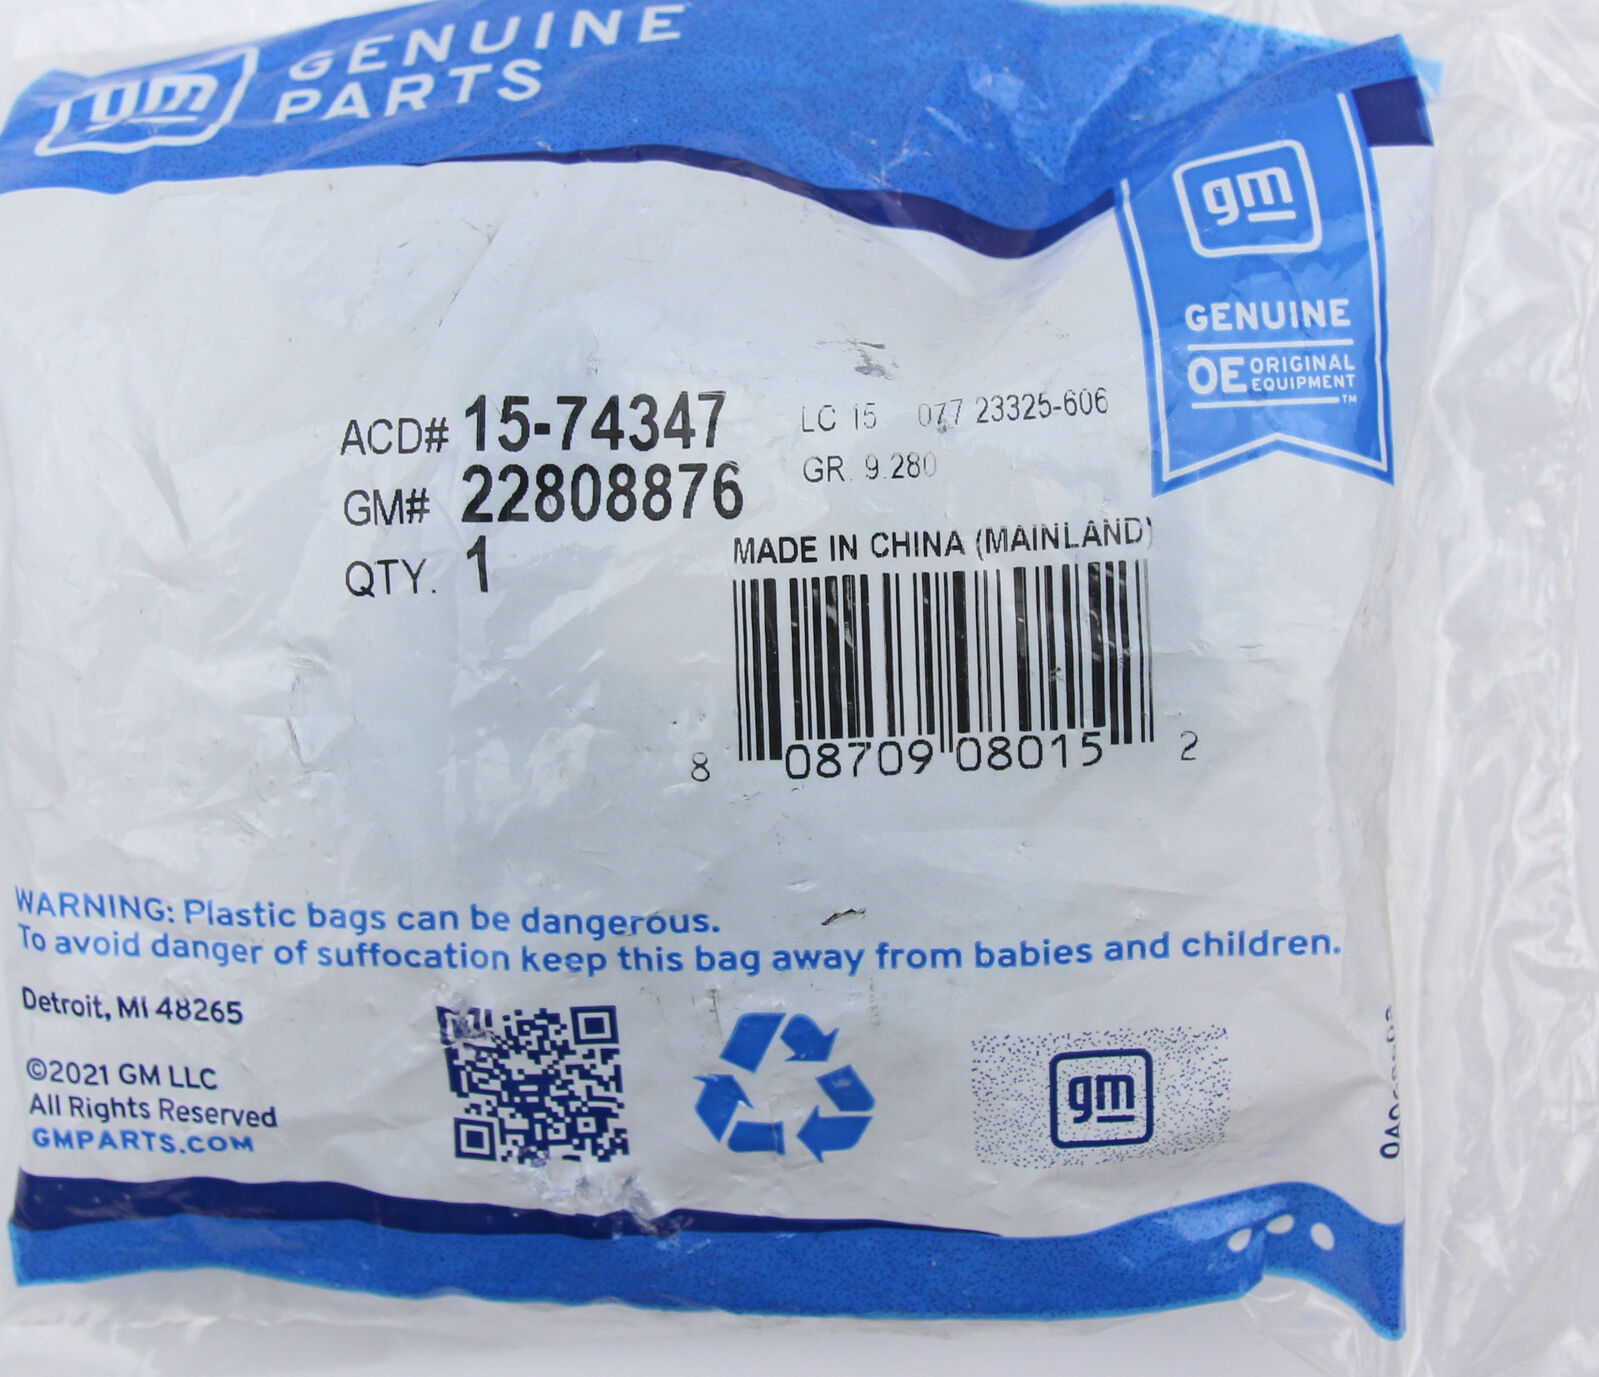 gm GENUINE
PARTS
gm
GENUINE
OE ORIGINAL
EQUIPMENT™
ACD# 15-74347
LC 15 077 23325-606
GM# 22808876
GR. 9.280
QTY. 1
MADE IN CHINA (MAINLAND)
8 08709 08015 2
WARNING: Plastic bags can be dangerous.
To avoid danger of suffocation keep this bag away from babies and children.
Detroit, MI 48265
©2021 GM LLC
All Rights Reserved
GMPARTS.COM
gm